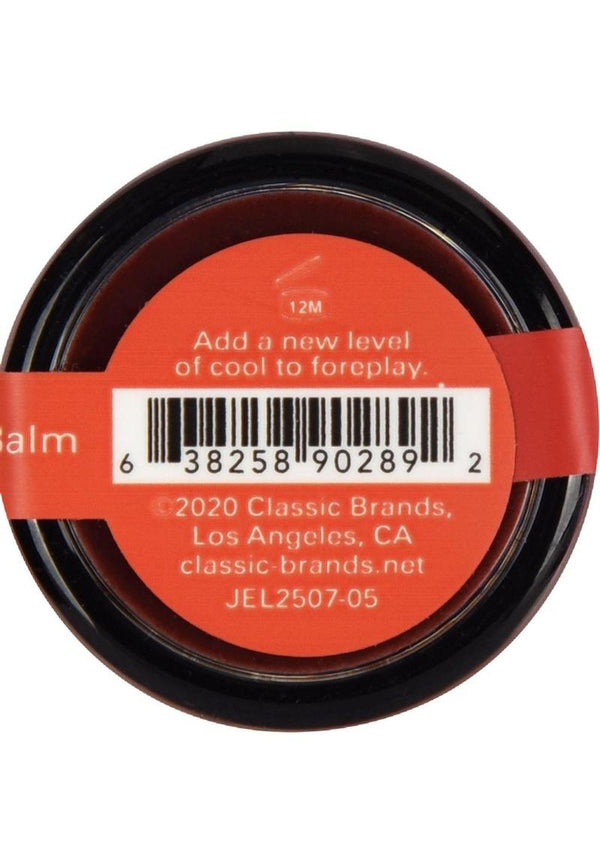 12M
Add a new level
of cool to foreplay.
Balm
6 38258 90289 2
©2020 Classic Brands,
Los Angeles, CA
classic-brands.net
JEL2507-05